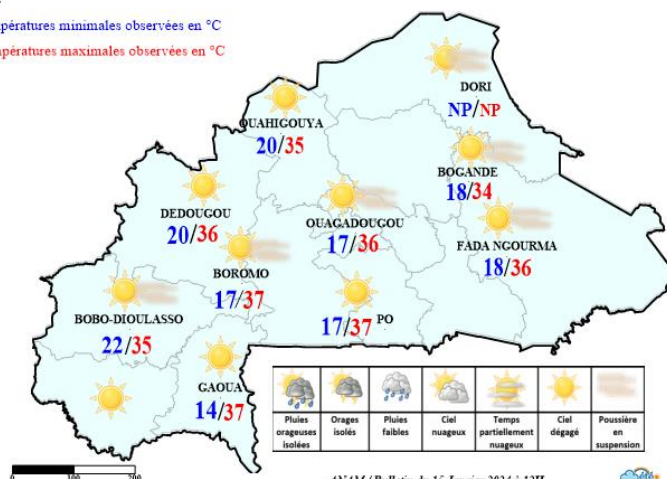 températures minimales observées en °C
températures maximales observées en °C
DORI
NP/NP
OUAHIGOUYA
20/35
BOGANDE
18/34
DEDOUGOU
20/36
OUAGADOUGOU
17/36
FADA NGOURMA
18/36
BOROMO
17/37
BOBO-DIOULASSO
22/35
17/37 PO
GAOUA
14/37
Pluies orageuses isolées
Orages isolés
Pluies faibles
Ciel nuageux
Temps partiellement nuageux
Ciel dégagé
Poussière en suspension
0 100 200